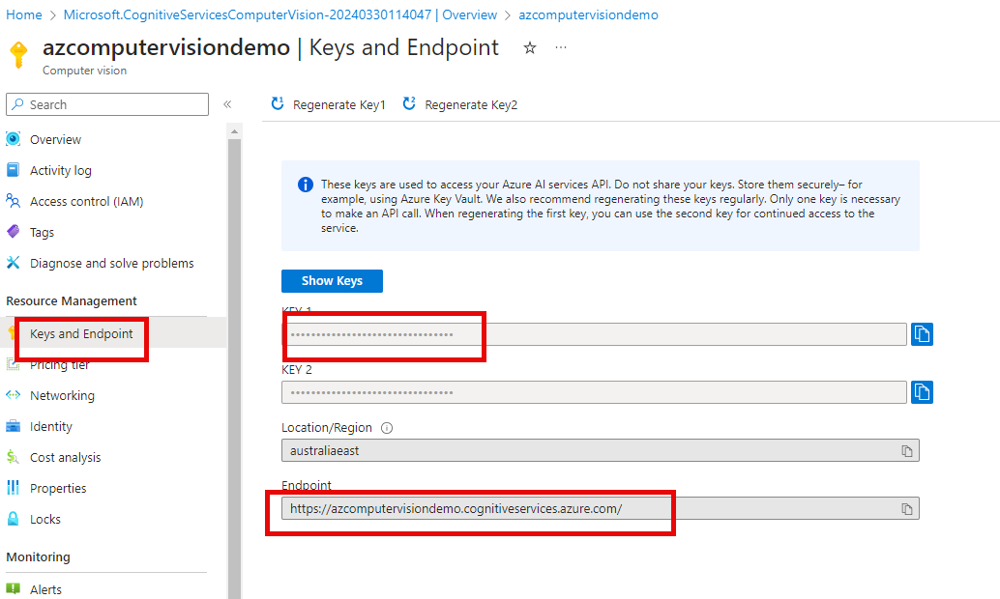 Home > Microsoft.CognitiveServicesComputerVision-20240330114047 | Overview > azcomputervisiondemo
azcomputervisiondemo | Keys and Endpoint ☆ ...
Computer vision
Search
«
Regenerate Key1
Regenerate Key2
Overview
Activity log
Access control (IAM)
Tags
Diagnose and solve problems
Resource Management
Keys and Endpoint
Pricing tier
Networking
Identity
Cost analysis
Properties
Locks
Monitoring
Alerts
These keys are used to access your Azure AI services API. Do not share your keys. Store them securely– for
example, using Azure Key Vault. We also recommend regenerating these keys regularly. Only one key is necessary
to make an API call. When regenerating the first key, you can use the second key for continued access to the
service.
Show Keys
KEY 1
••••••••••••••••••••••••••••••••
KEY 2
••••••••••••••••••••••••••••••••
Location/Region
australiaeast
Endpoint
https://azcomputervisiondemo.cognitiveservices.azure.com/